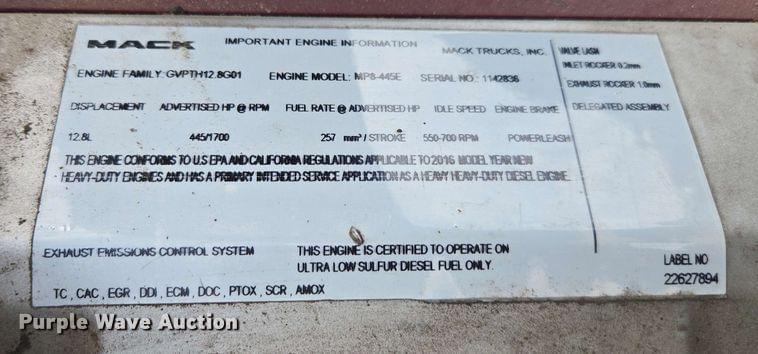 MACK IMPORTANT ENGINE INFORMATION MACK TRUCKS, INC. VALVE LASH
INLET ROCKER 0.2mm
ENGINE FAMILY: GVPTH12.8G01 ENGINE MODEL: MP8-445E SERIAL NO.: 1142836 EXHAUST ROCKER 1.0mm
DISPLACEMENT ADVERTISED HP @ RPM FUEL RATE @ ADVERTISED HP IDLE SPEED ENGINE BRAKE DELEGATED ASSEMBLY
12.8L 445/1700 257 mm³/STROKE 550-700 RPM POWERLEASH
THIS ENGINE CONFORMS TO U.S EPA AND CALIFORNIA REGULATIONS APPLICABLE TO 2016 MODEL YEAR NEW
HEAVY-DUTY ENGINES AND HAS A PRIMARY INTENDED SERVICE APPLICATION AS A HEAVY HEAVY-DUTY DIESEL ENGINE.
EXHAUST EMISSIONS CONTROL SYSTEM THIS ENGINE IS CERTIFIED TO OPERATE ON
ULTRA LOW SULFUR DIESEL FUEL ONLY.
LABEL NO
22627894
TC , CAC , EGR , DDI , ECM , DOC , PTOX , SCR , AMOX
Purple Wave Auction